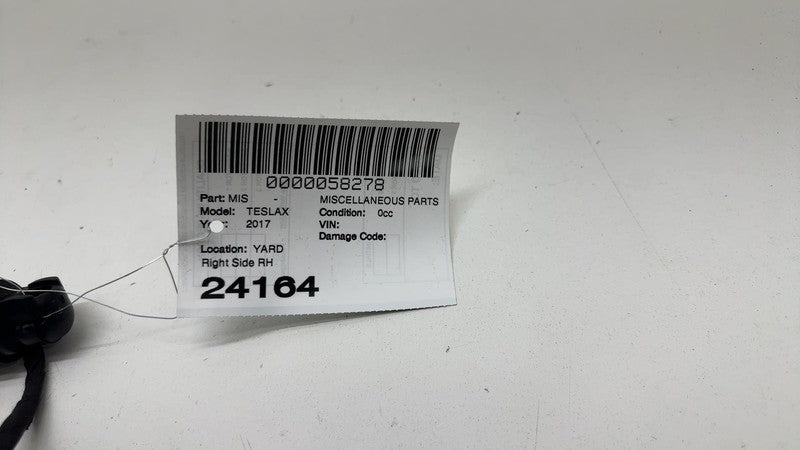 0000058278
Part: MIS - MISCELLANEOUS PARTS
Model: TESLAX Condition: 0cc
2017 VIN:
Damage Code:
Location: YARD
Right Side RH
24164